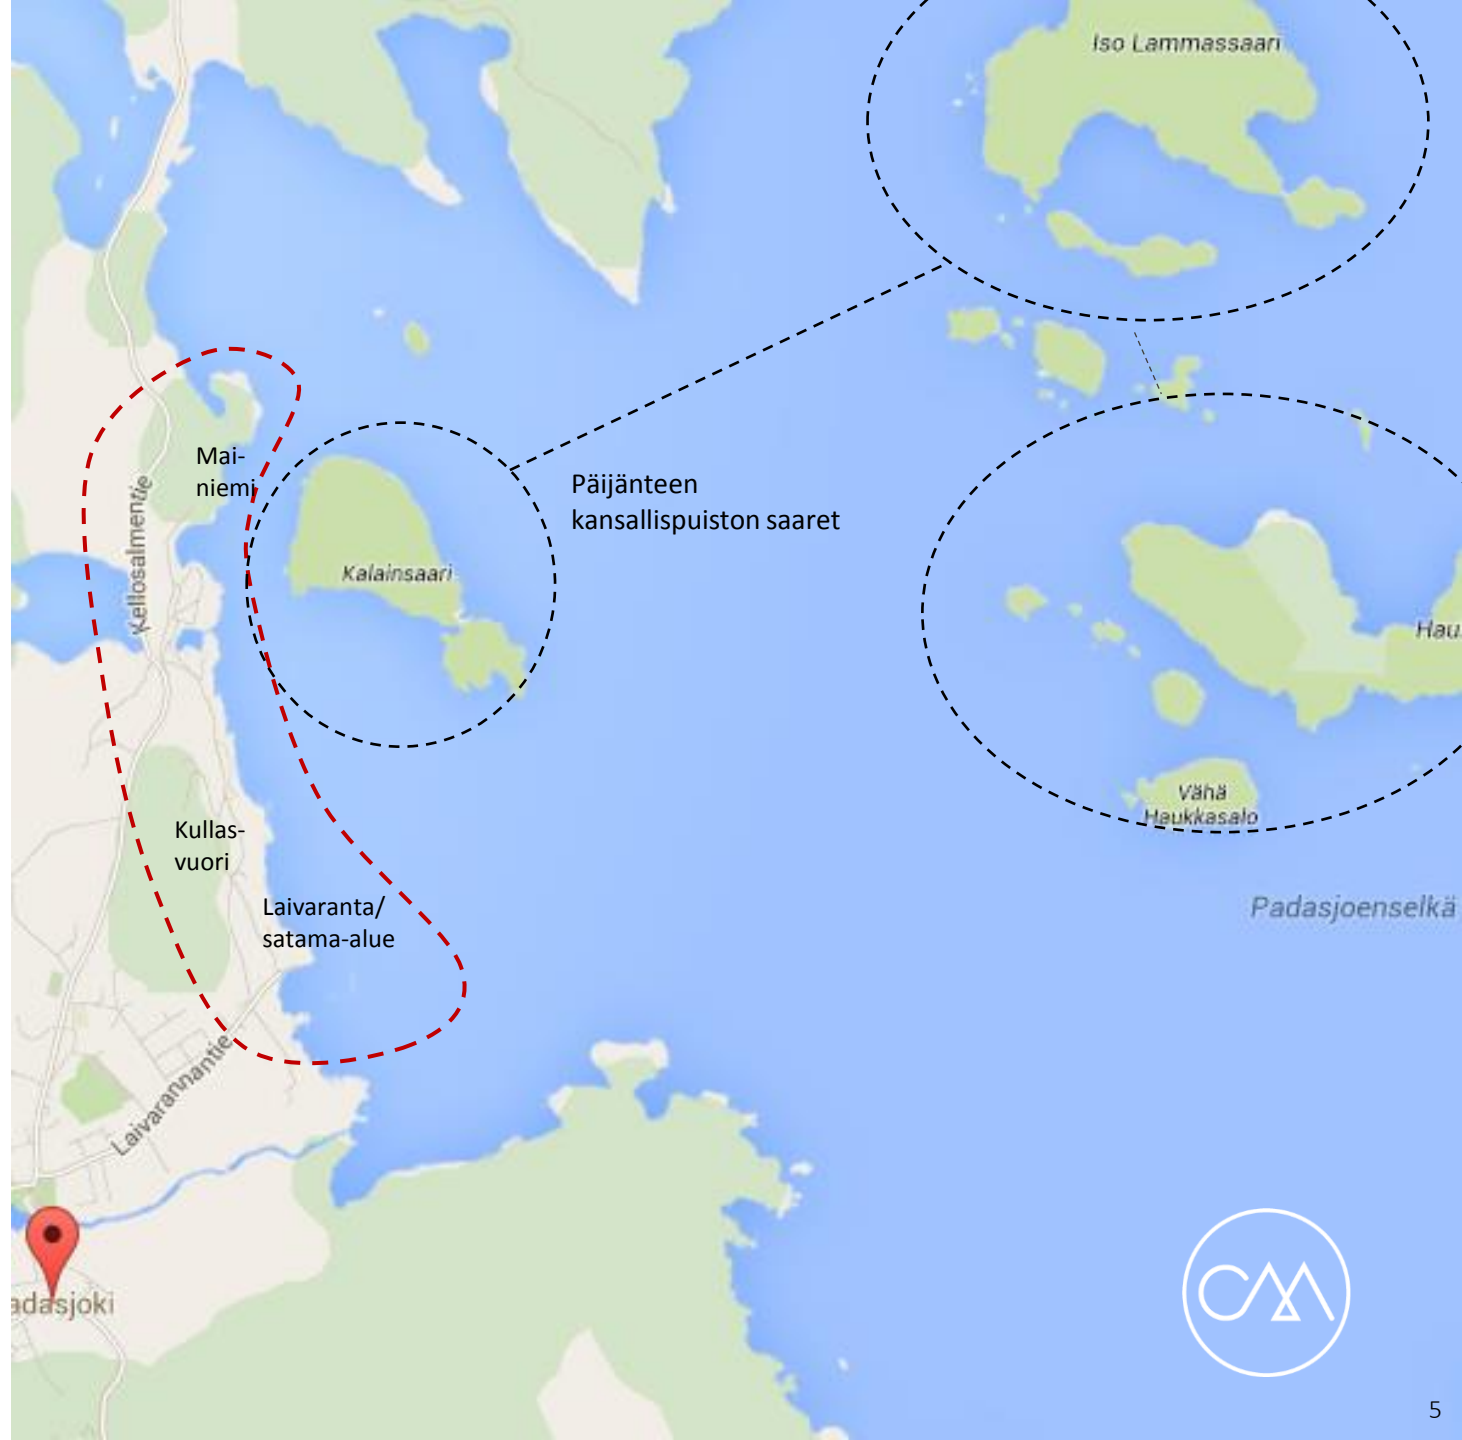 Iso Lammassaari
Mai-
niemi
Päijänteen
kansallispuiston saaret
Kellosalmentie
Kalainsaari
Hau
Vähä
Haukkasalo
Kullas-
vuori
Laivaranta/
satama-alue
Padasjoenselkä
Laivarannantie
adasjoki
5